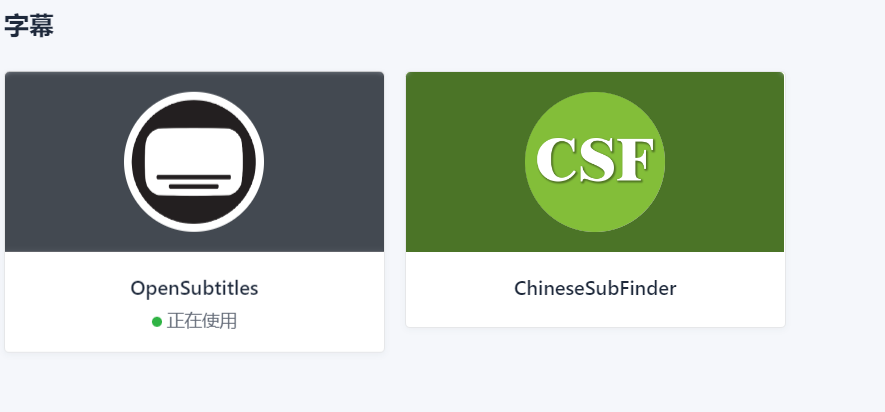 字幕
OpenSubtitles
正在使用
CSF
ChineseSubFinder